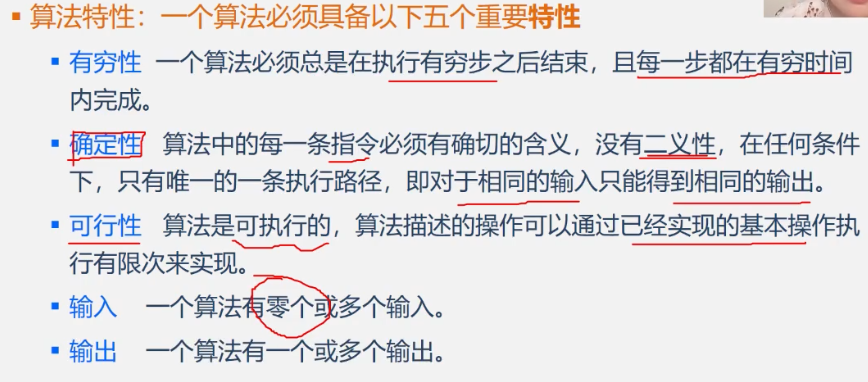 算法特性：一个算法必须具备以下五个重要特性
有穷性 一个算法必须总是在执行有穷步之后结束，且每一步都在有穷时间
内完成。
确定性 算法中的每一条指令必须有确切的含义，没有二义性，在任何条件
下，只有唯一的一条执行路径，即对于相同的输入只能得到相同的输出。
可行性 算法是可执行的，算法描述的操作可以通过已经实现的基本操作执
行有限次来实现。
输入 一个算法有零个或多个输入。
输出 一个算法有一个或多个输出。